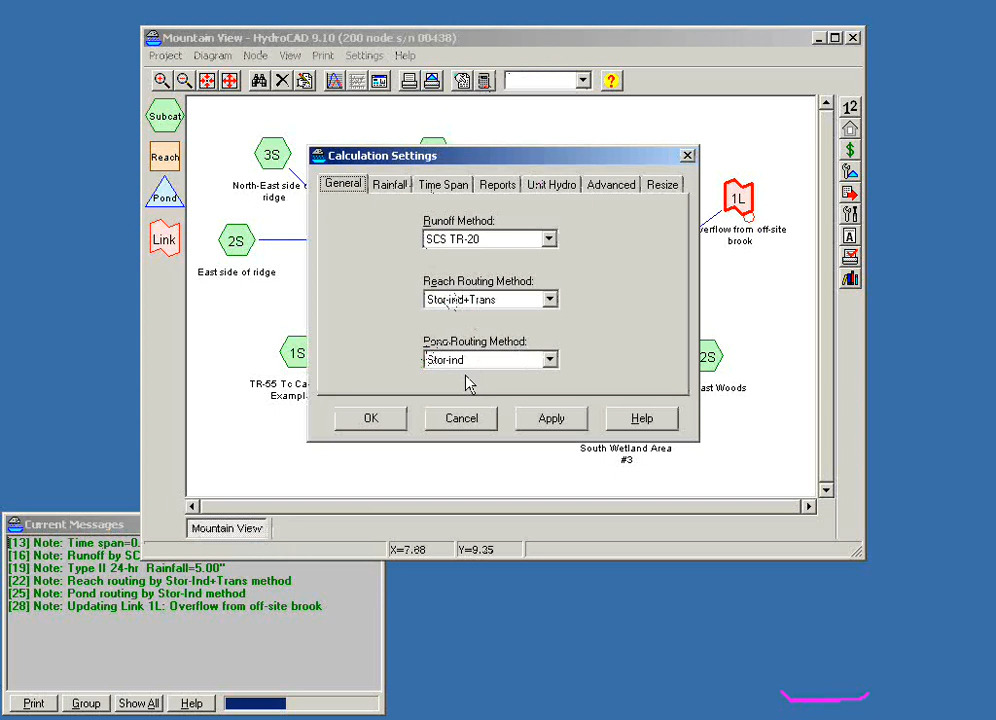 Mountain View - HydroCAD 9.10 (200 node s/n 00438)
Project Diagram Node View Print Settings Help
12
Subcat
Reach
Pond
Link
3S
North-East side
ridge
2S
East side of ridge
1S
TR-55 Tc Ca
Exampl
1L
verflow from off-site
brook
2S
ast Woods
South Wetland Area
#3
Calculation Settings
General Rainfall Time Span Reports Unit Hydro Advanced Resize
Runoff Method:
SCS TR-20
Reach Routing Method:
Stor-ind+Trans
Pond Routing Method:
Stor-ind
OK Cancel Apply Help
Mountain View
X=7.68 Y=9.35
Current Messages
[13] Note: Time span=0.
[16] Note: Runoff by SC
[19] Note: Type II 24-hr Rainfall=5.00"
[22] Note: Reach routing by Stor-Ind+Trans method
[25] Note: Pond routing by Stor-Ind method
[28] Note: Updating Link 1L: Overflow from off-site brook
Print Group Show All Help